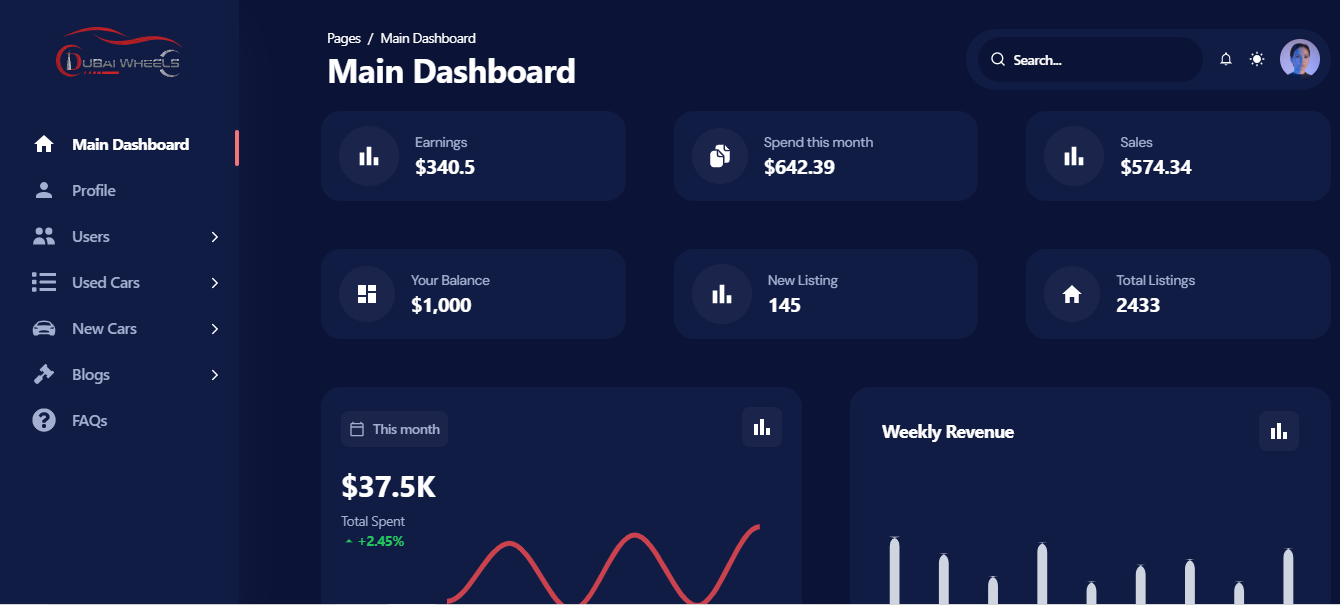 DUBAI WHEELS
Main Dashboard
Profile
Users
Used Cars
New Cars
Blogs
FAQs
Pages / Main Dashboard
Main Dashboard
Search...
Earnings
$340.5
Spend this month
$642.39
Sales
$574.34
Your Balance
$1,000
New Listing
145
Total Listings
2433
This month
$37.5K
Total Spent
+2.45%
Weekly Revenue